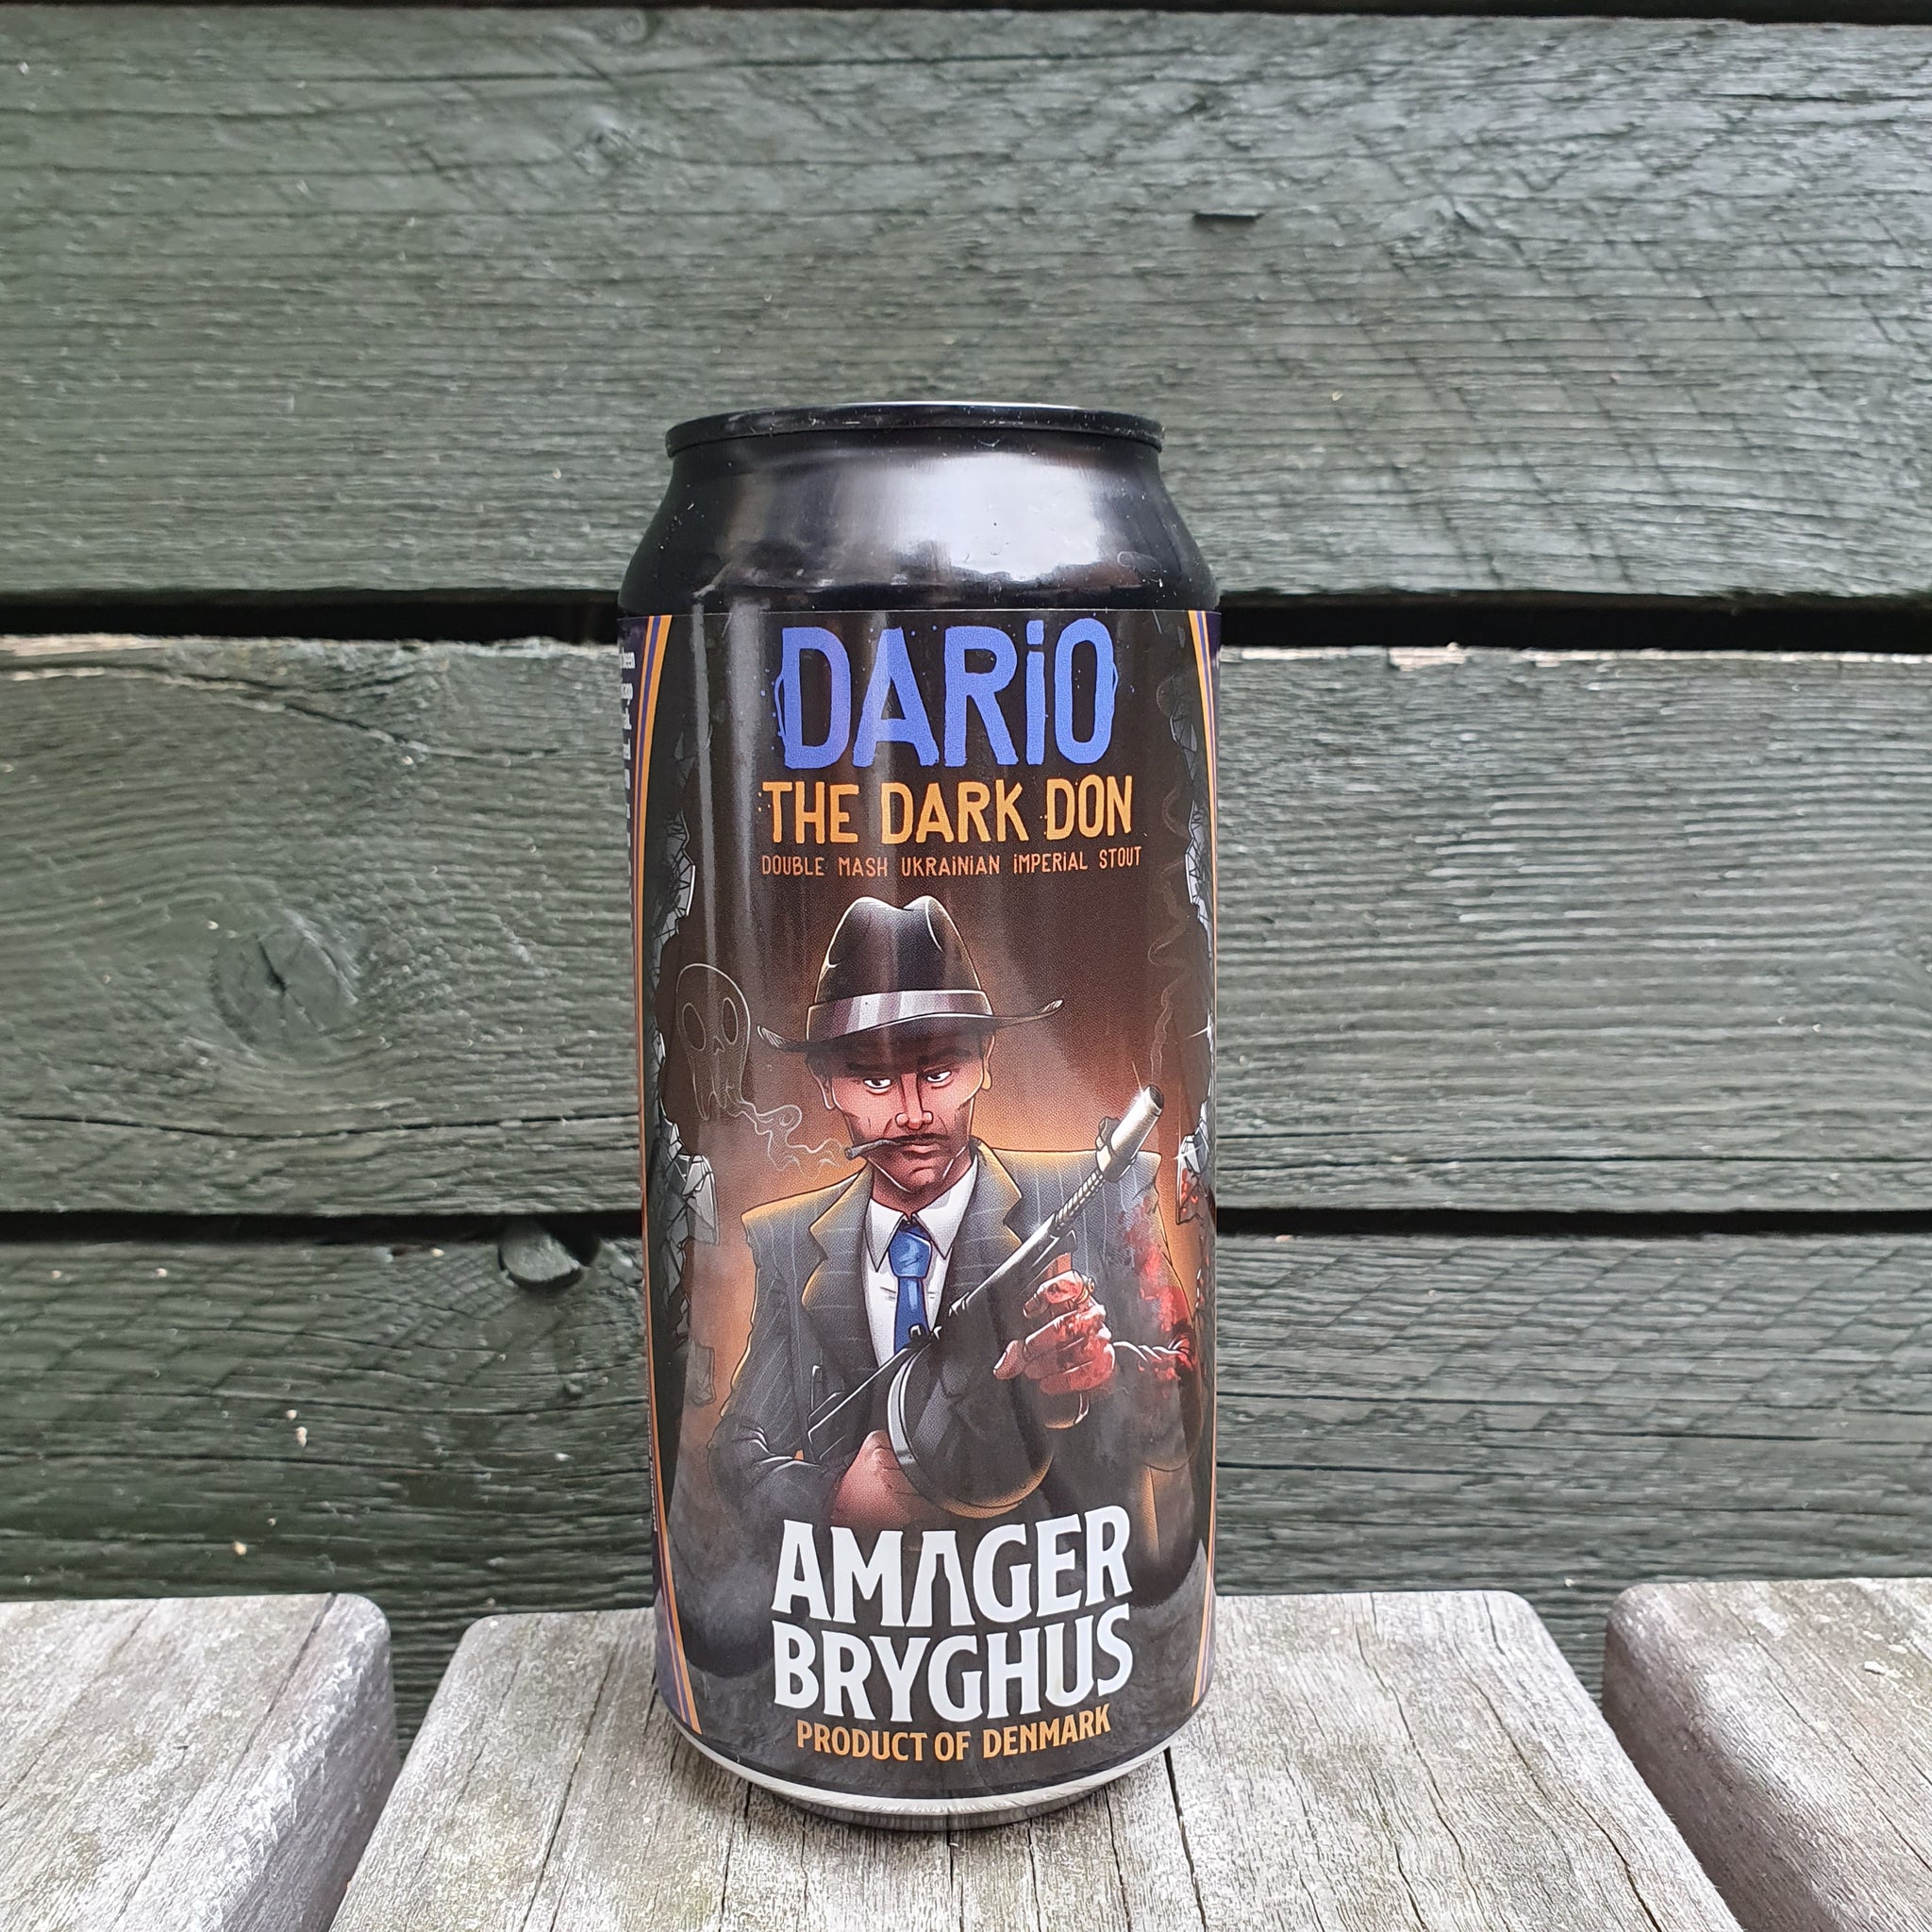 DARiO
THE DARK DON
DOUBLE MASH UKRAiNiAN iMPERiAL STOUT
AMAGER
BRYGHUS
PRODUCT OF DENMARK